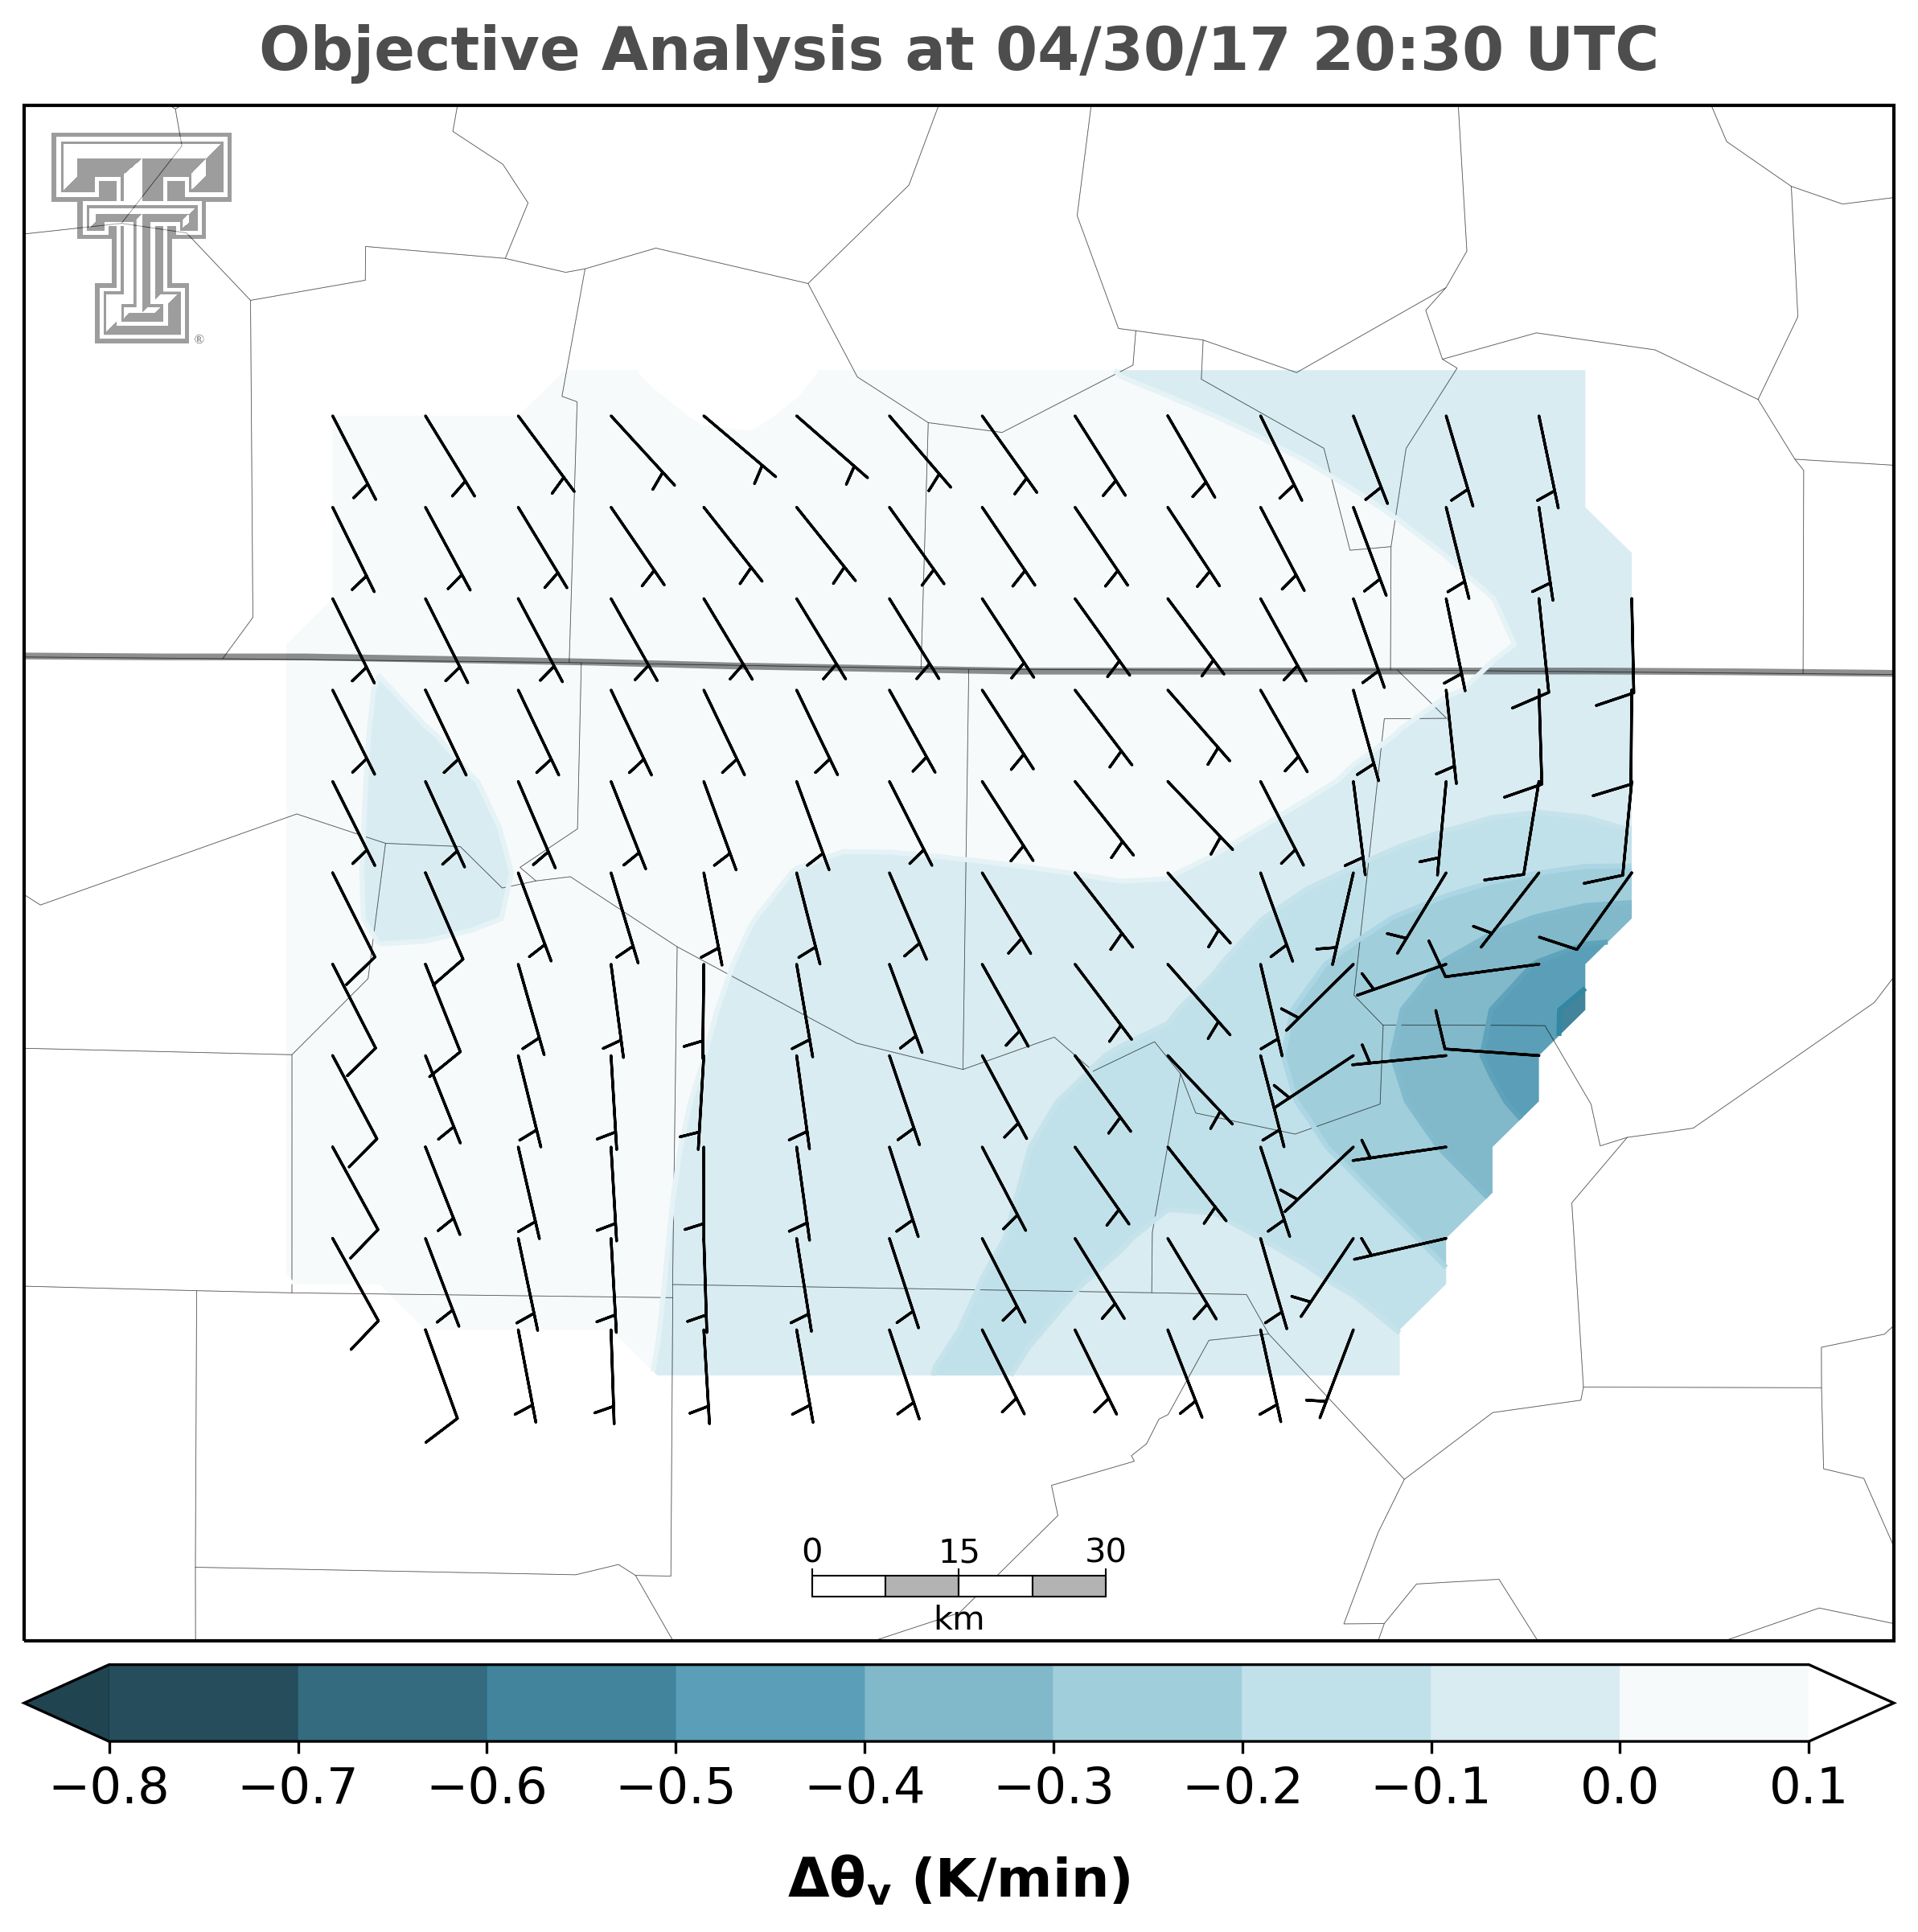 Objective Analysis at 04/30/17 20:30 UTC
®
0 15 30
km
−0.8 −0.7 −0.6 −0.5 −0.4 −0.3 −0.2 −0.1 0.0 0.1
Δθv (K/min)